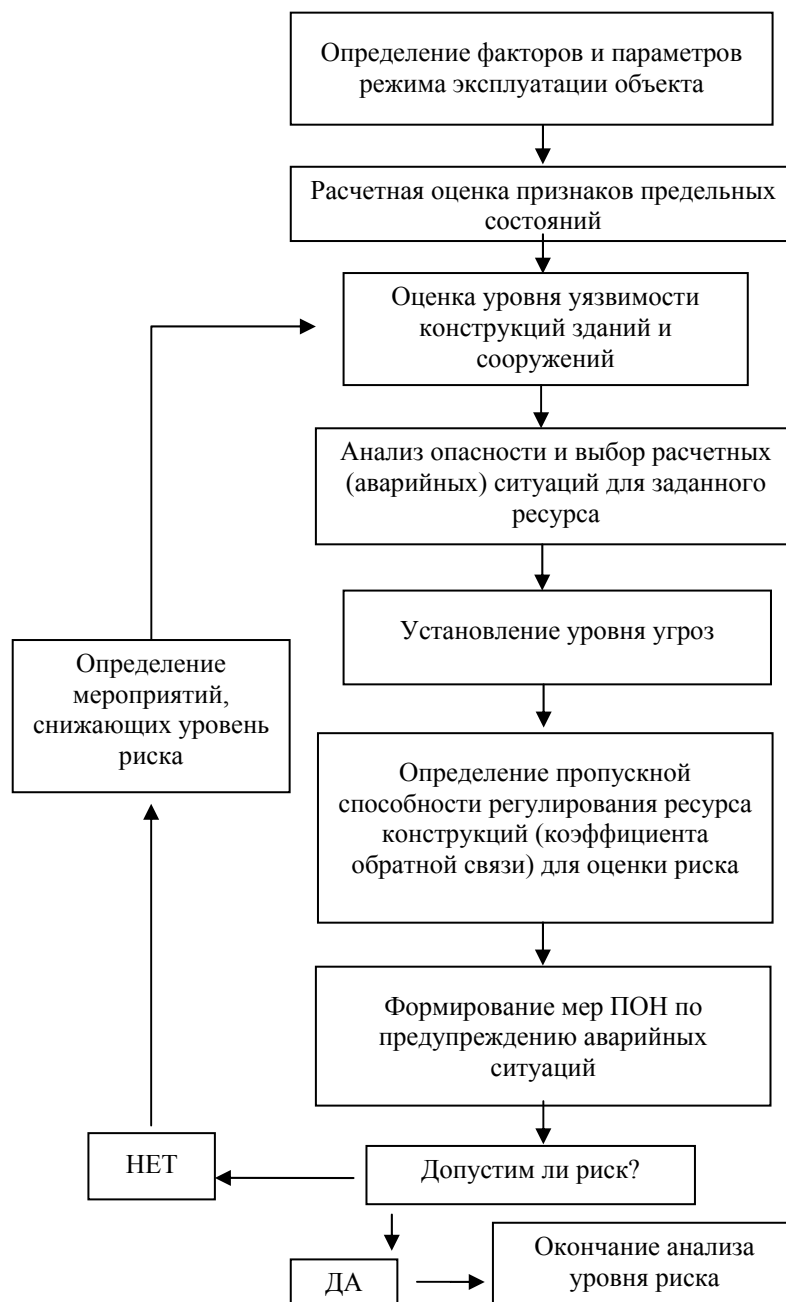 Определение факторов и параметров
режима эксплуатации объекта
Расчетная оценка признаков предельных
состояний
Оценка уровня уязвимости
конструкций зданий и
сооружений
Анализ опасности и выбор расчетных
(аварийных) ситуаций для заданного
ресурса
Установление уровня угроз
Определение
мероприятий,
снижающих уровень
риска
Определение пропускной
способности регулирования ресурса
конструкций (коэффициента
обратной связи) для оценки риска
Формирование мер ПОН по
предупреждению аварийных
ситуаций
НЕТ
Допустим ли риск?
ДА
Окончание анализа
уровня риска